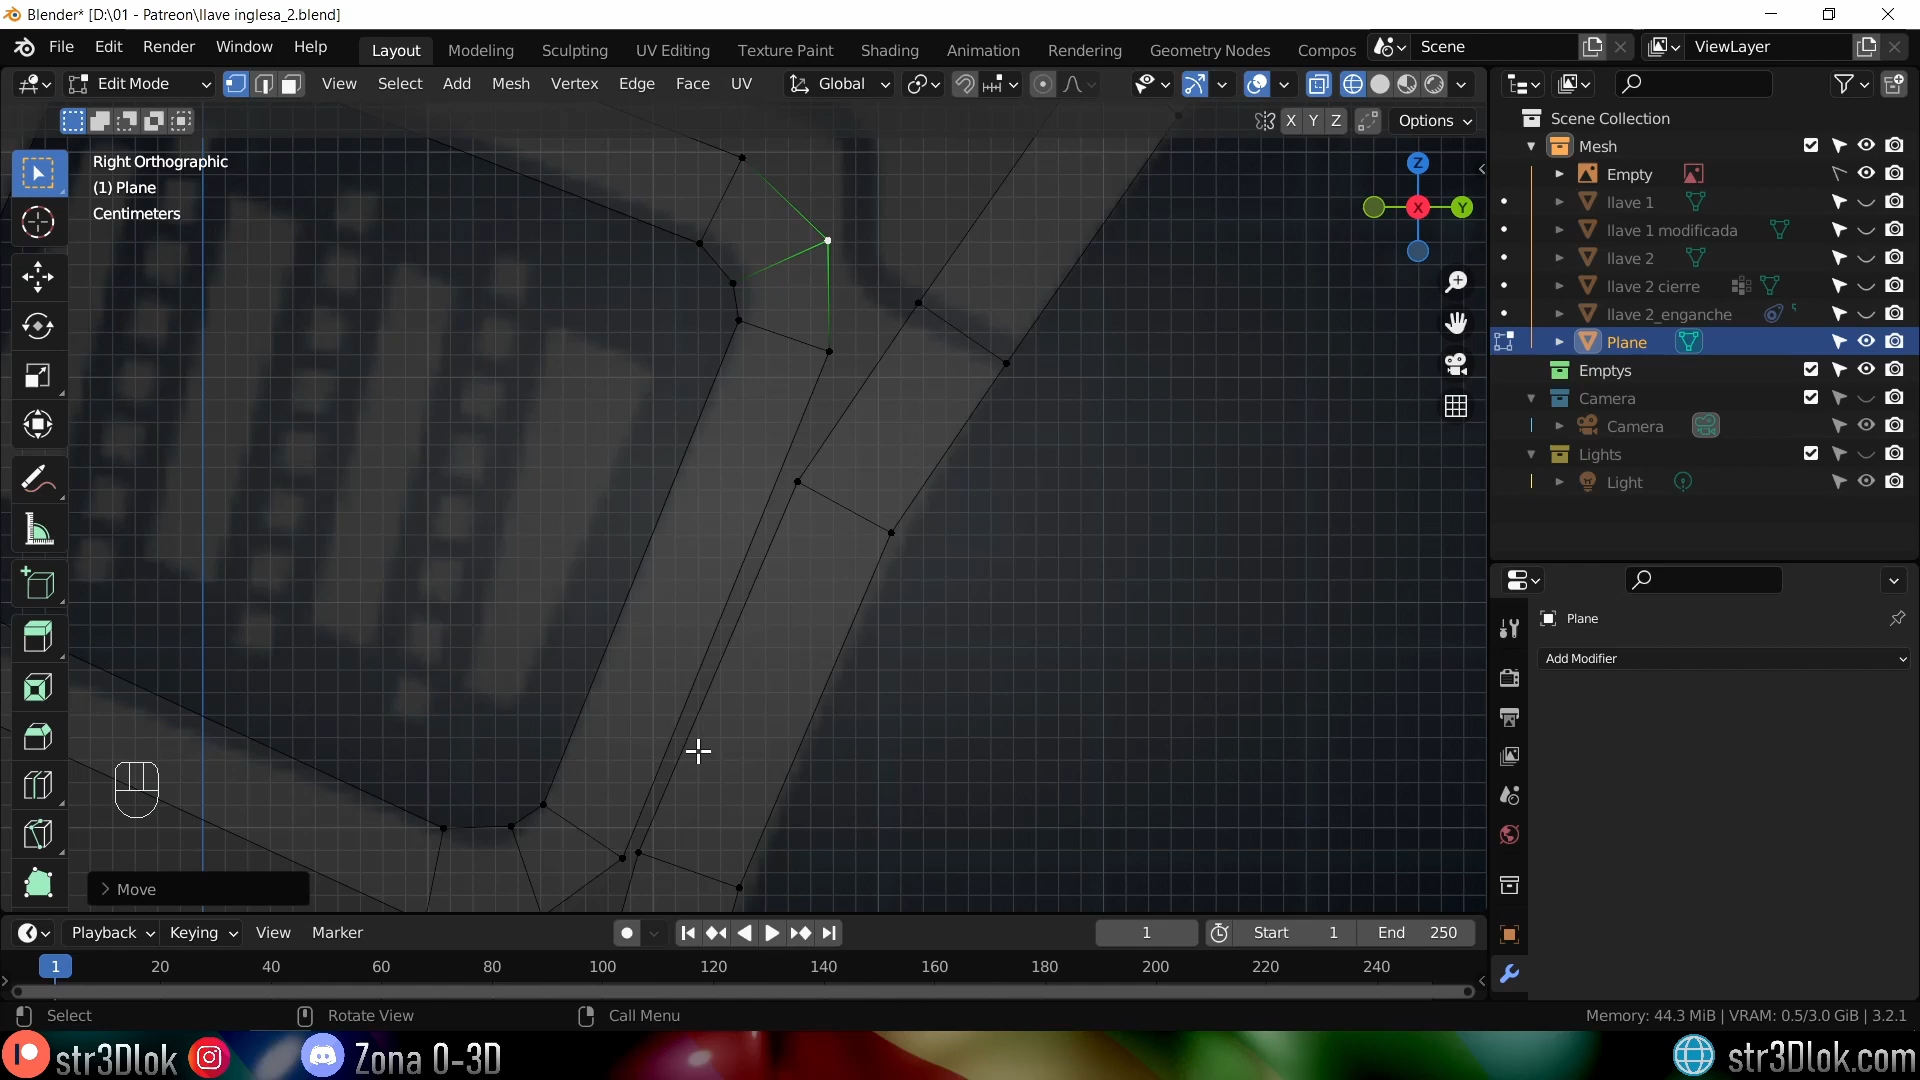 Blender* [D:\01 - Patreon\llave inglesa_2.blend]
File Edit Render Window Help
Layout Modeling Sculpting UV Editing Texture Paint Shading Animation Rendering Geometry Nodes Compos
Scene
ViewLayer
Edit Mode
View Select Add Mesh Vertex Edge Face UV
Global
X Y Z
Options
Right Orthographic
(1) Plane
Centimeters
Z
X
Y
Scene Collection
Mesh
Empty
llave 1
llave 1 modificada
llave 2
llave 2 cierre
llave 2_enganche
Plane
Emptys
Camera
Camera
Lights
Light
Plane
Add Modifier
Move
Playback Keying View Marker
1
Start 1
End 250
1 20 40 60 80 100 120 140 160 180 200 220 240
Select
Rotate View
Call Menu
Memory: 44.3 MiB | VRAM: 0.5/3.0 GiB | 3.2.1
str3Dlok
Zona 0-3D
str3Dlok.com